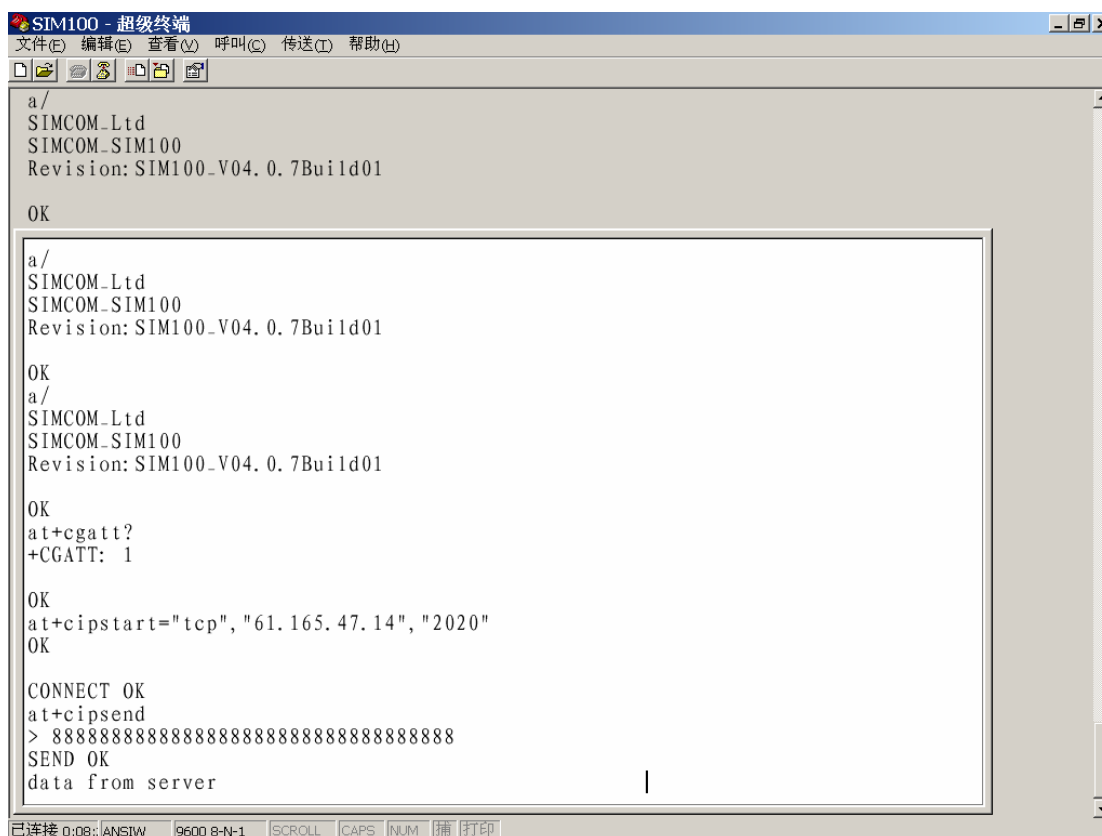 SIM100 - 超级终端
文件(F) 编辑(E) 查看(V) 呼叫(C) 传送(T) 帮助(H)
a/
SIMCOM_Ltd
SIMCOM_SIM100
Revision:SIM100_V04.0.7Build01
OK
a/
SIMCOM_Ltd
SIMCOM_SIM100
Revision:SIM100_V04.0.7Build01
OK
a/
SIMCOM_Ltd
SIMCOM_SIM100
Revision:SIM100_V04.0.7Build01
OK
at+cgatt?
+CGATT: 1
OK
at+cipstart="tcp","61.165.47.14","2020"
OK
CONNECT OK
at+cipsend
> 8888888888888888888888888888888888
SEND OK
data from server
已连接 0:08: ANSIW 9600 8-N-1 SCROLL CAPS NUM 捕 打印